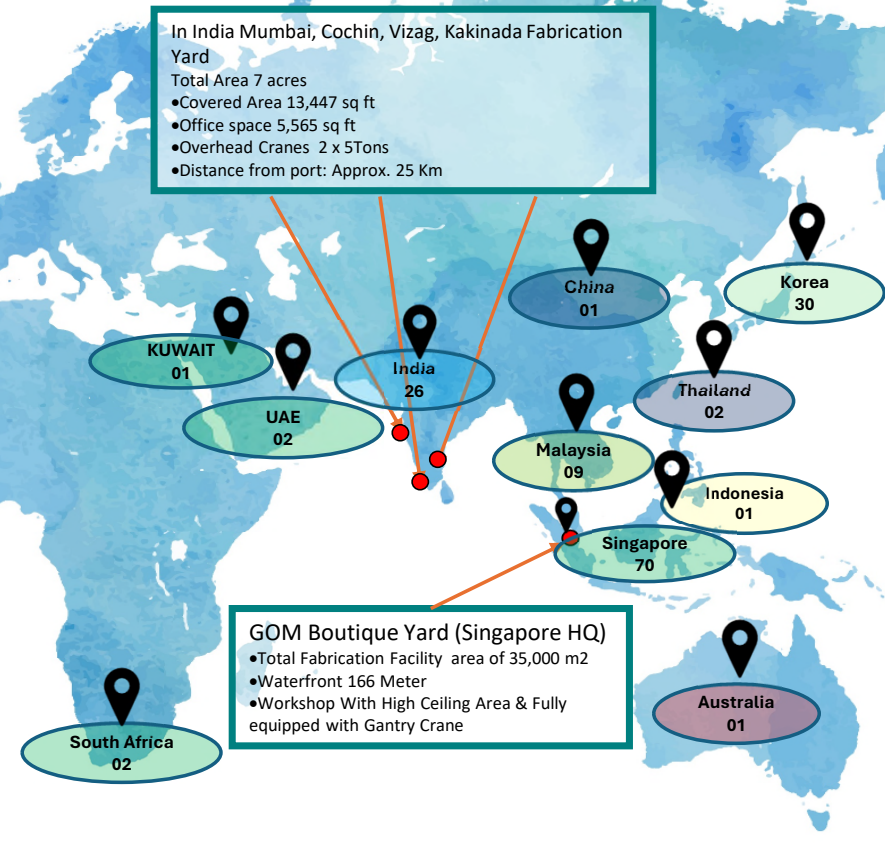 In India Mumbai, Cochin, Vizag, Kakinada Fabrication
Yard
Total Area 7 acres
•Covered Area 13,447 sq ft
•Office space 5,565 sq ft
•Overhead Cranes 2 x 5Tons
•Distance from port: Approx. 25 Km
China
01
Korea
30
KUWAIT
01
India
26
Thailand
02
UAE
02
Malaysia
09
Indonesia
01
Singapore
70
GOM Boutique Yard (Singapore HQ)
•Total Fabrication Facility area of 35,000 m2
•Waterfront 166 Meter
•Workshop With High Ceiling Area & Fully
equipped with Gantry Crane
Australia
01
South Africa
02